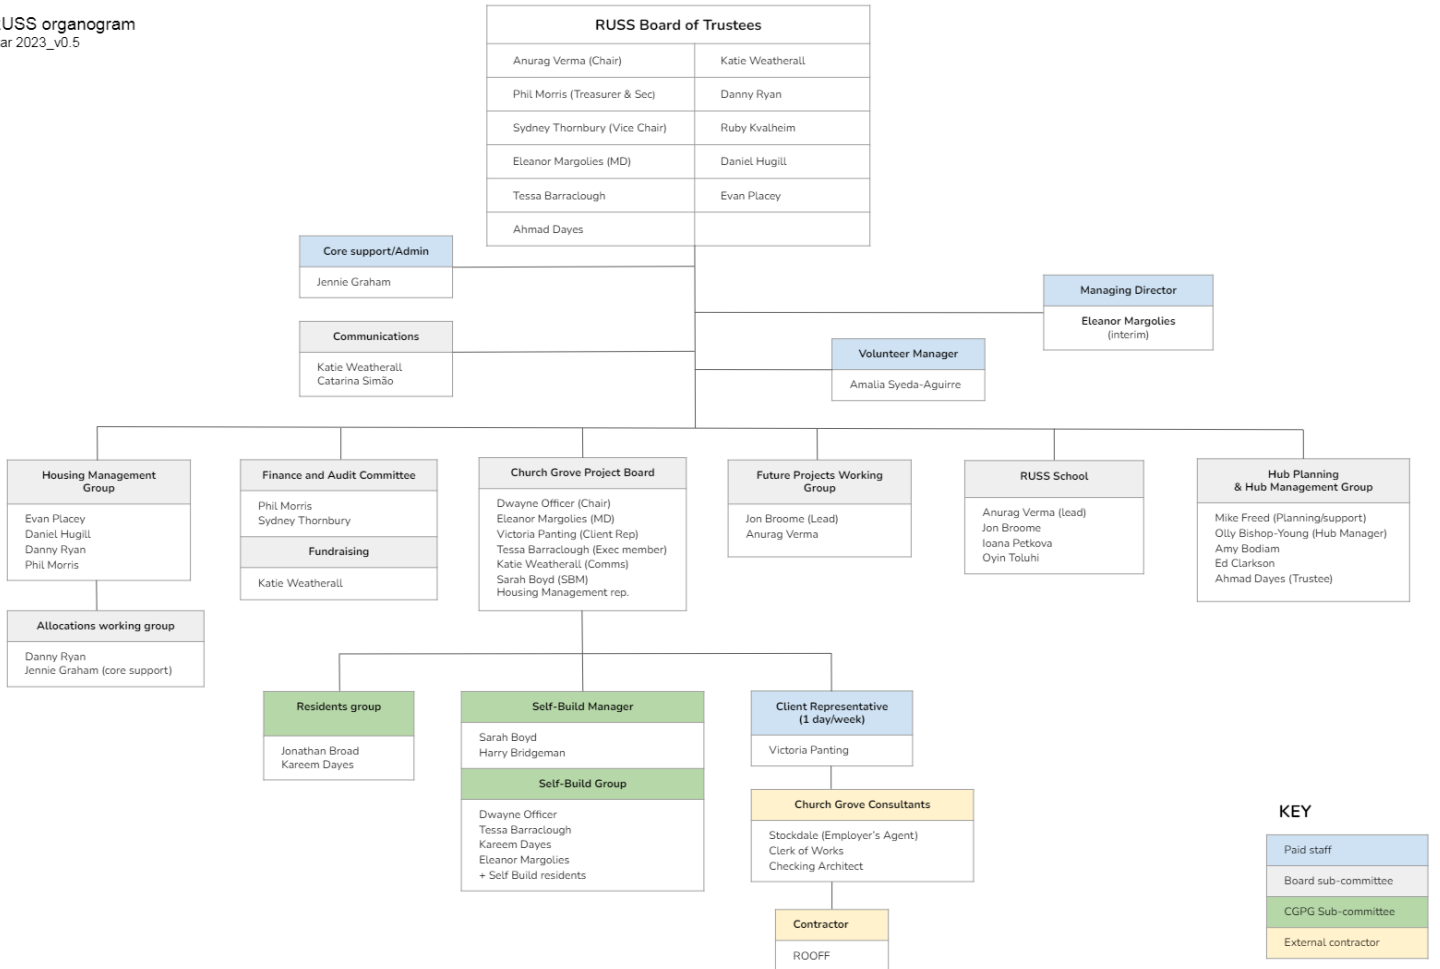 RUSS organogram
ar 2023_v0.5
RUSS Board of Trustees
Anurag Verma (Chair)
Katie Weatherall
Phil Morris (Treasurer & Sec)
Danny Ryan
Sydney Thornbury (Vice Chair)
Ruby Kvalheim
Eleanor Margolies (MD)
Daniel Hugill
Tessa Barraclough
Evan Placey
Ahmad Dayes
Core support/Admin
Jennie Graham
Managing Director
Eleanor Margolies
(interim)
Communications
Katie Weatherall
Catarina Simão
Volunteer Manager
Amalia Syeda-Aguirre
Housing Management
Group
Evan Placey
Daniel Hugill
Danny Ryan
Phil Morris
Allocations working group
Danny Ryan
Jennie Graham (core support)
Finance and Audit Committee
Phil Morris
Sydney Thornbury
Fundraising
Katie Weatherall
Church Grove Project Board
Dwayne Officer (Chair)
Eleanor Margolies (MD)
Victoria Panting (Client Rep)
Tessa Barraclough (Exec member)
Katie Weatherall (Comms)
Sarah Boyd (SBM)
Housing Management rep.
Future Projects Working
Group
Jon Broome (Lead)
Anurag Verma
RUSS School
Anurag Verma (lead)
Jon Broome
Ioana Petkova
Oyin Toluhi
Hub Planning
& Hub Management Group
Mike Freed (Planning/support)
Olly Bishop-Young (Hub Manager)
Amy Bodiam
Ed Clarkson
Ahmad Dayes (Trustee)
Residents group
Jonathan Broad
Kareem Dayes
Self-Build Manager
Sarah Boyd
Harry Bridgeman
Self-Build Group
Dwayne Officer
Tessa Barraclough
Kareem Dayes
Eleanor Margolies
+ Self Build residents
Client Representative
(1 day/week)
Victoria Panting
Church Grove Consultants
Stockdale (Employer's Agent)
Clerk of Works
Checking Architect
Contractor
ROOFF
KEY
Paid staff
Board sub-committee
CGPG Sub-committee
External contractor